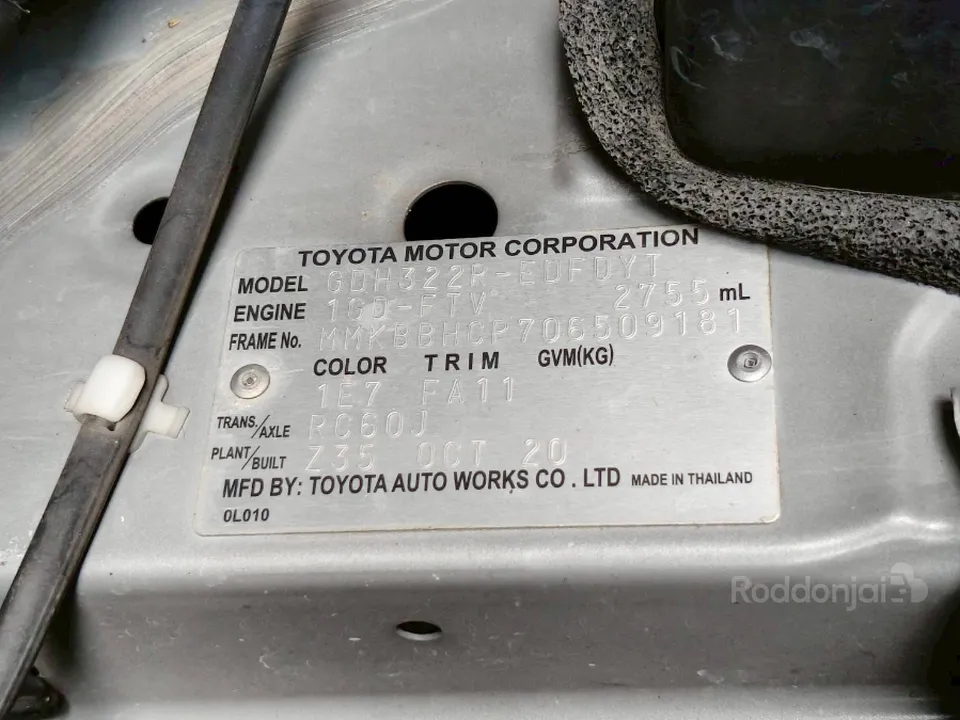 TOYOTA MOTOR CORPORATION
MODEL GDH322R-EDFDYT
ENGINE 1GD-FTV 2755 mL
FRAME No. MMKBBHCP706509181
COLOR TRIM GVM(KG)
1E7 FA11
TRANS./AXLE RC60J
PLANT/BUILT Z35 OCT 20
MFD BY: TOYOTA AUTO WORKS CO . LTD MADE IN THAILAND
0L010
Roddonjai